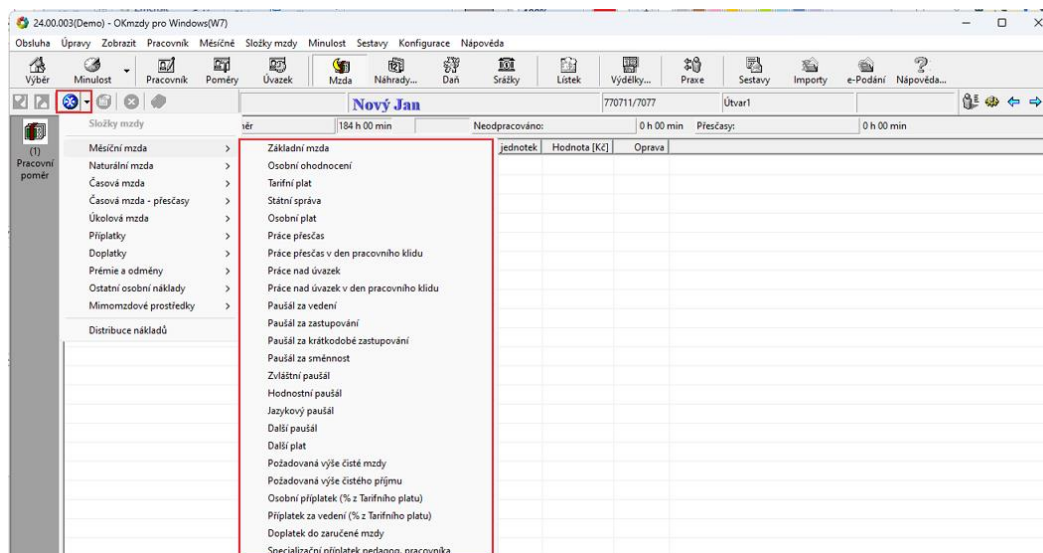 24.00.003(Demo) - OKmzdy pro Windows(W7)
Obsluha Úpravy Zobrazit Pracovník Měsíčně Složky mzdy Minulost Sestavy Konfigurace Nápověda
Výběr Minulost Pracovník Poměry Úvazek Mzda Náhrady... Daň Srážky Lístek Výdělky... Praxe Sestavy Importy e-Podání Nápověda...
Nový Jan 770711/7077 Útvar1
Složky mzdy
měr 184 h 00 min Neodpracováno: 0 h 00 min Přesčasy: 0 h 00 min
(1)
Pracovní
poměr
jednotek Hodnota [Kč] Oprava
Měsíční mzda
Naturální mzda
Časová mzda
Časová mzda - přesčasy
Úkolová mzda
Příplatky
Doplatky
Prémie a odměny
Ostatní osobní náklady
Mimomzdové prostředky
Distribuce nákladů
Základní mzda
Osobní ohodnocení
Tarifní plat
Státní správa
Osobní plat
Práce přesčas
Práce přesčas v den pracovního klidu
Práce nad úvazek
Práce nad úvazek v den pracovního klidu
Paušál za vedení
Paušál za zastupování
Paušál za krátkodobé zastupování
Paušál za směnnost
Zvláštní paušál
Hodnostní paušál
Jazykový paušál
Další paušál
Další plat
Požadovaná výše čisté mzdy
Požadovaná výše čistého příjmu
Osobní příplatek (% z Tarifního platu)
Příplatek za vedení (% z Tarifního platu)
Doplatek do zaručené mzdy
Specializační příplatek pedagog. pracovníka